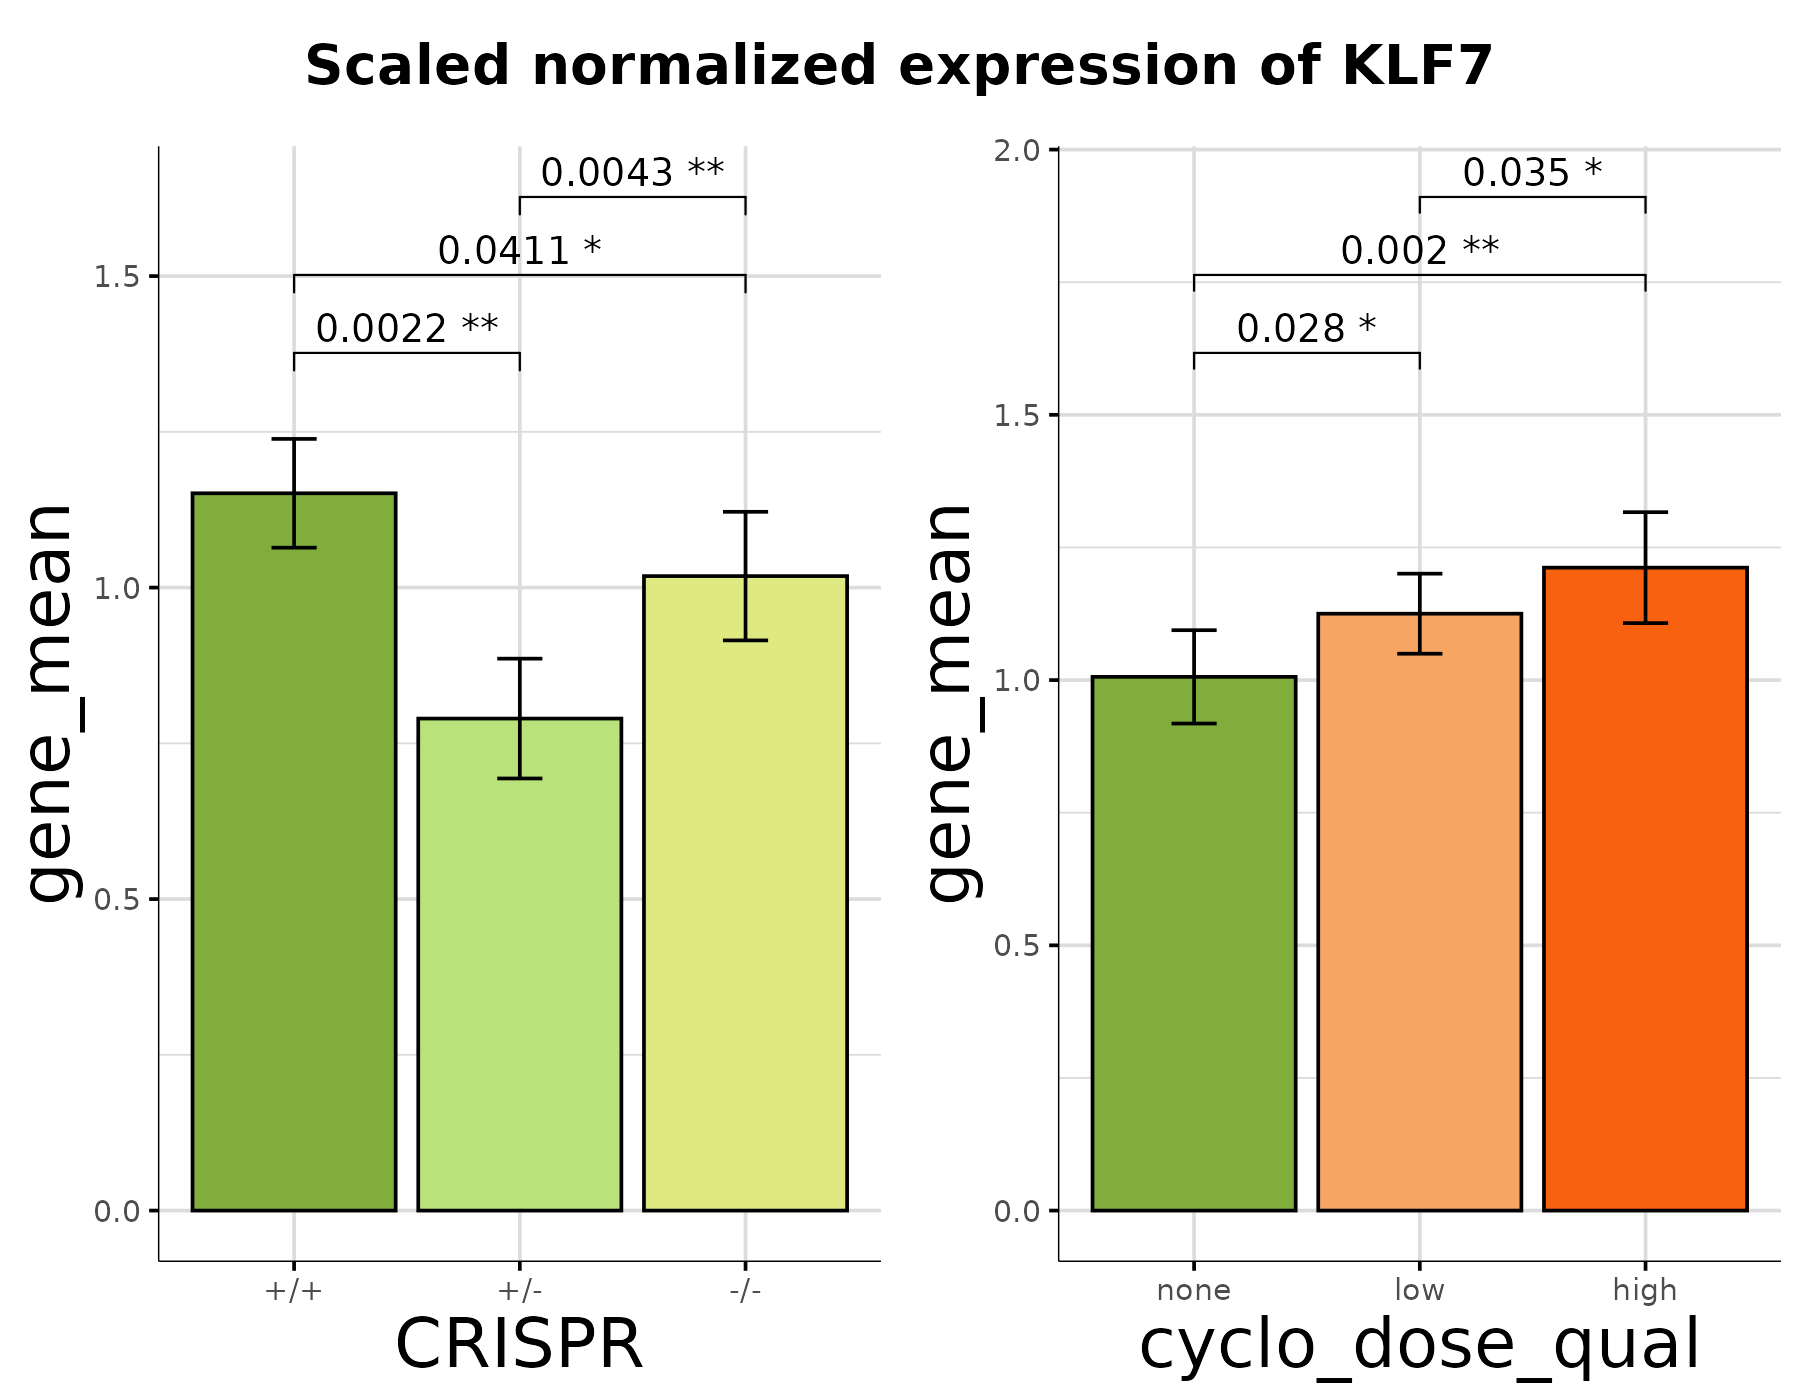 Scaled normalized expression of KLF7
gene_mean
1.5
1.0
0.5
0.0
0.0043 **
0.0411 *
0.0022 **
+/+
+/-
-/-
CRISPR
gene_mean
2.0
1.5
1.0
0.5
0.0
0.035 *
0.002 **
0.028 *
none
low
high
cyclo_dose_qual